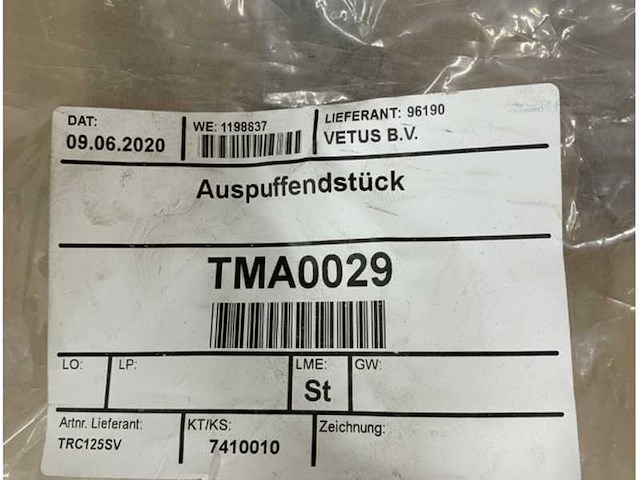 DAT: WE: 1198837 LIEFERANT: 96190
09.06.2020 VETUS B.V.
Auspuffendstück
TMA0029
LO: LP: LME: GW:
St
Artnr. Lieferant: KT/KS: Zeichnung:
TRC125SV 7410010